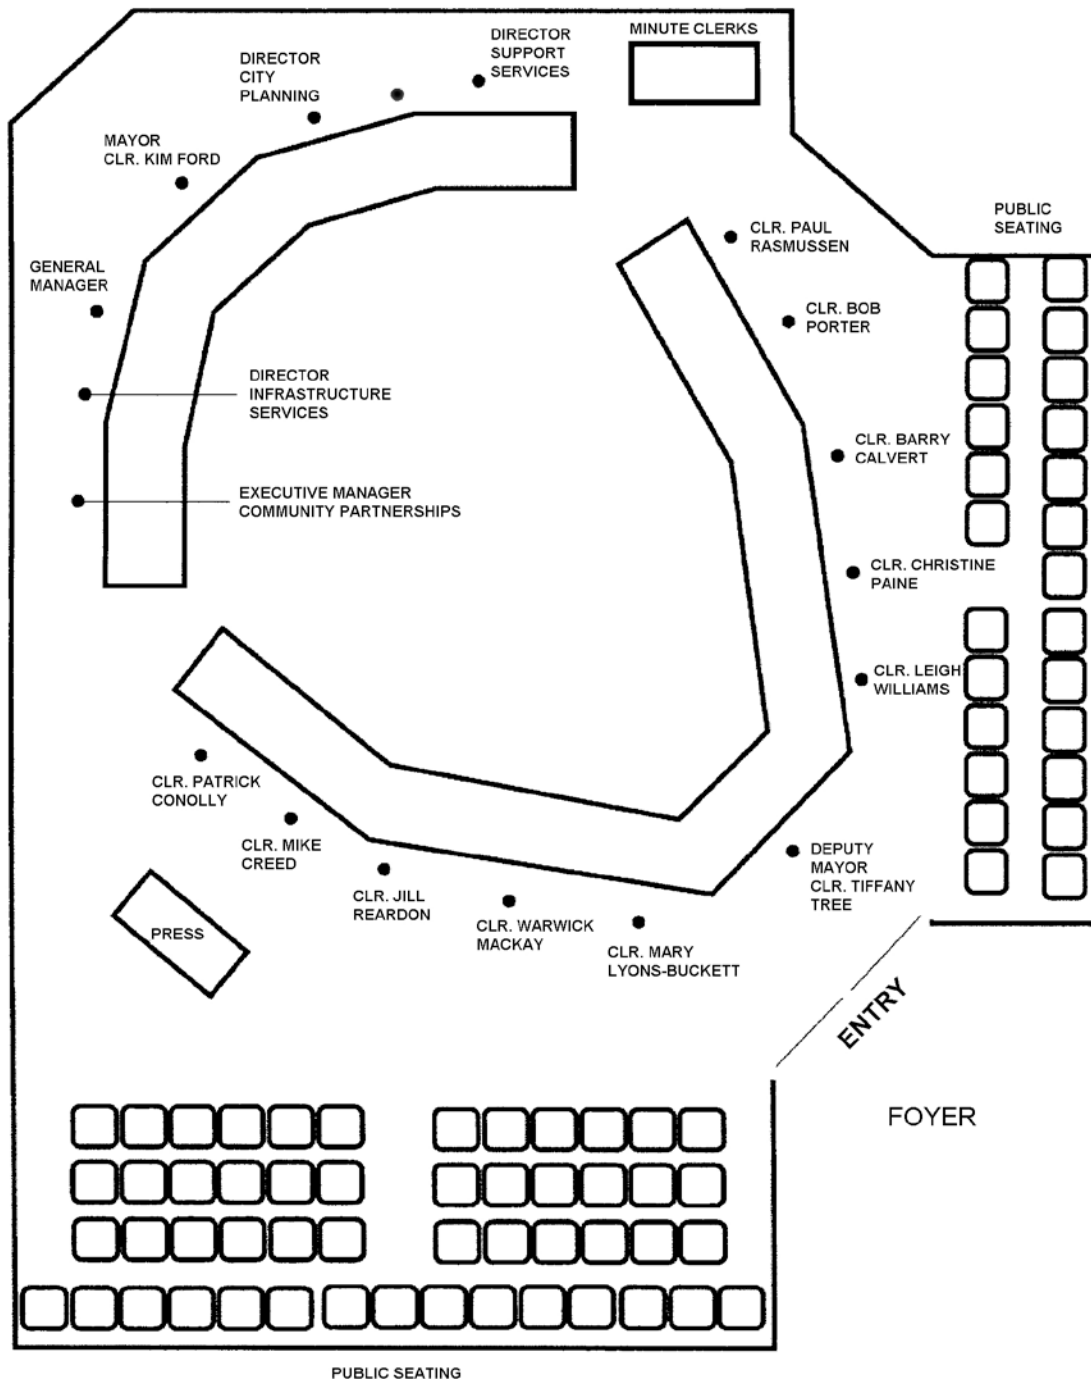 MINUTE CLERKS
DIRECTOR
SUPPORT
SERVICES
DIRECTOR
CITY
PLANNING
MAYOR
CLR. KIM FORD
GENERAL
MANAGER
DIRECTOR
INFRASTRUCTURE
SERVICES
EXECUTIVE MANAGER
COMMUNITY PARTNERSHIPS
CLR. PAUL
RASMUSSEN
PUBLIC
SEATING
CLR. BOB
PORTER
CLR. BARRY
CALVERT
CLR. CHRISTINE
PAINE
CLR. LEIGH
WILLIAMS
DEPUTY
MAYOR
CLR. TIFFANY
TREE
CLR. PATRICK
CONOLLY
CLR. MIKE
CREED
CLR. JILL
REARDON
CLR. WARWICK
MACKAY
CLR. MARY
LYONS-BUCKETT
PRESS
ENTRY
FOYER
PUBLIC SEATING